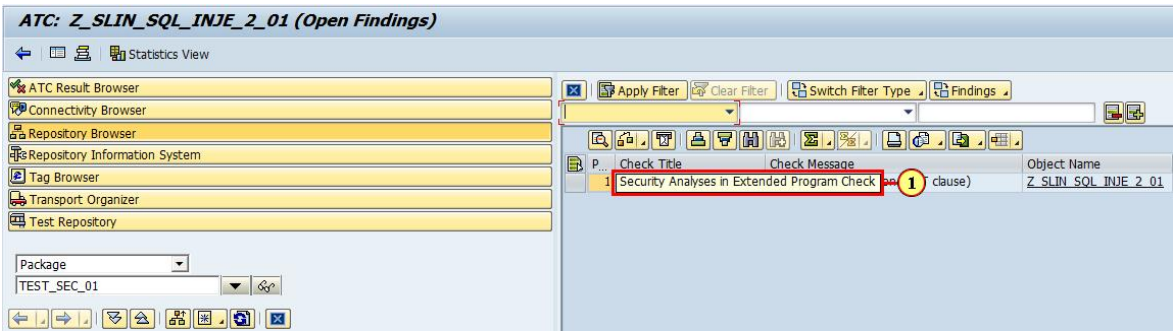 ATC: Z_SLIN_SQL_INJE_2_01 (Open Findings)
Statistics View
ATC Result Browser
Connectivity Browser
Repository Browser
Repository Information System
Tag Browser
Transport Organizer
Test Repository
Package
TEST_SEC_01
Apply Filter Clear Filter Switch Filter Type Findings
P... Check Title Check Message Object Name
1 Security Analyses in Extended Program Check 1 clause) Z_SLIN_SQL_INJE_2_01